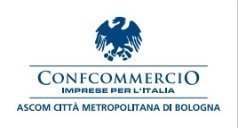 CONFCOMMERCIO
IMPRESE PER L'ITALIA
ASCOM CITTÀ METROPOLITANA DI BOLOGNA